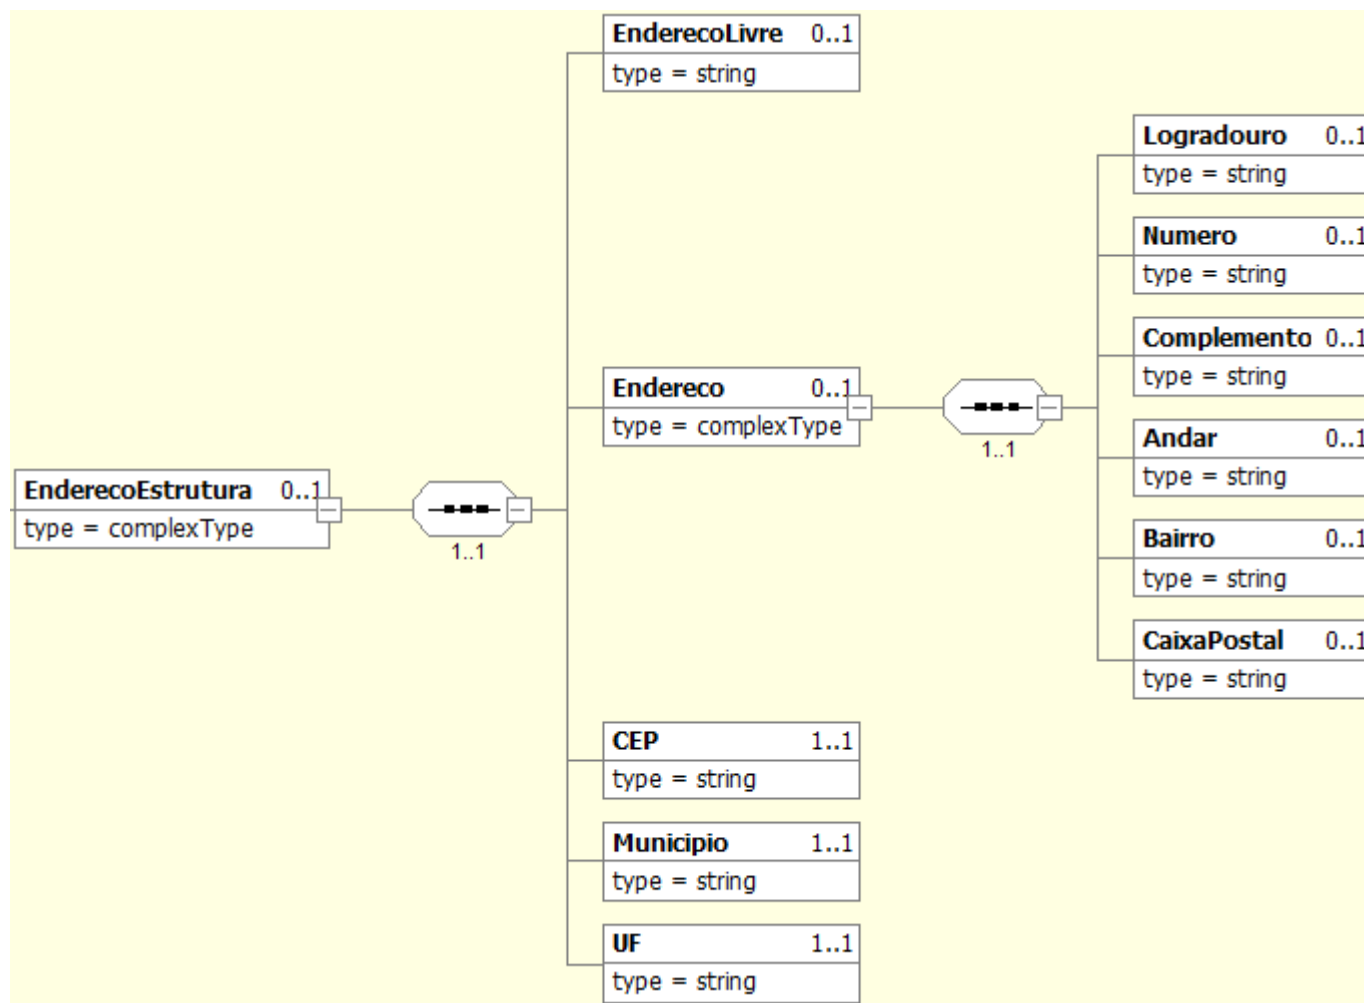 EnderecoLivre 0..1
type = string
Logradouro 0..1
type = string
Numero 0..1
type = string
Complemento 0..1
type = string
Endereco 0..1
type = complexType
1..1
Andar 0..1
type = string
EnderecoEstrutura 0..1
type = complexType
1..1
Bairro 0..1
type = string
CaixaPostal 0..1
type = string
CEP 1..1
type = string
Municipio 1..1
type = string
UF 1..1
type = string